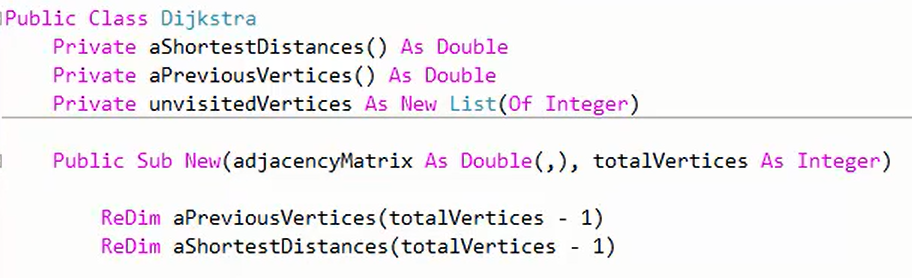 Public Class Dijkstra
Private aShortestDistances() As Double
Private aPreviousVertices() As Double
Private unvisitedVertices As New List(Of Integer)
Public Sub New(adjacencyMatrix As Double(,), totalVertices As Integer)
ReDim aPreviousVertices(totalVertices - 1)
ReDim aShortestDistances(totalVertices - 1)